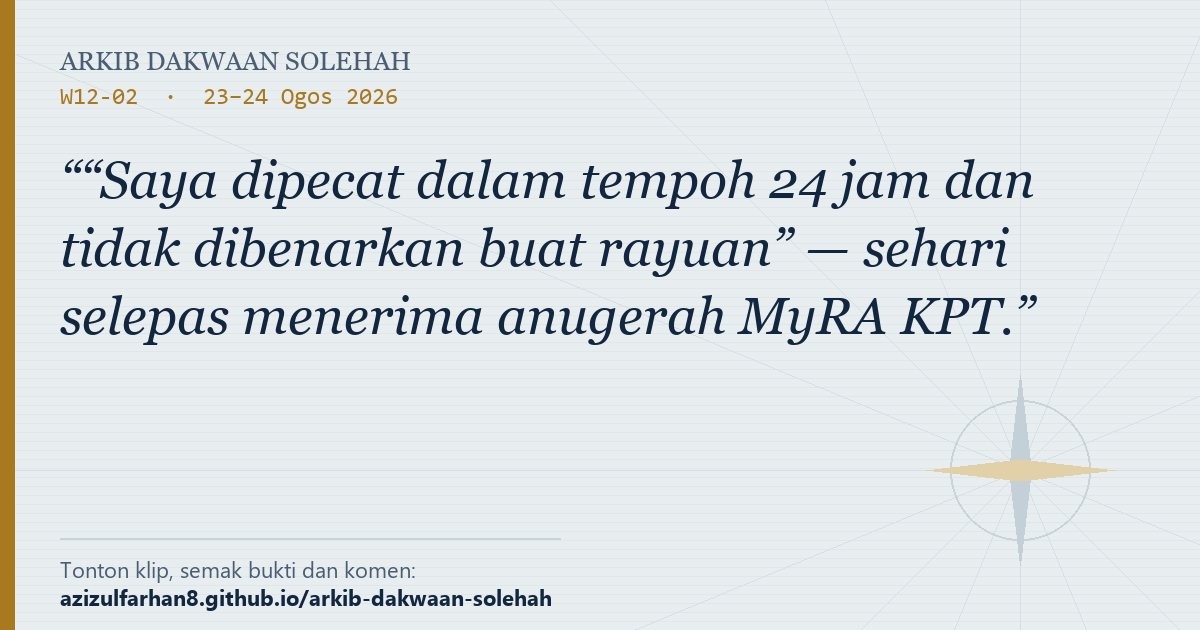 ARKIB DAKWAAN SOLEHAH
W12-02 · 23–24 Ogos 2026
““Saya dipecat dalam tempoh 24 jam dan
tidak dibenarkan buat rayuan” — sehari
selepas menerima anugerah MyRA KPT.”
Tonton klip, semak bukti dan komen:
azizulfarhan8.github.io/arkib-dakwaan-solehah